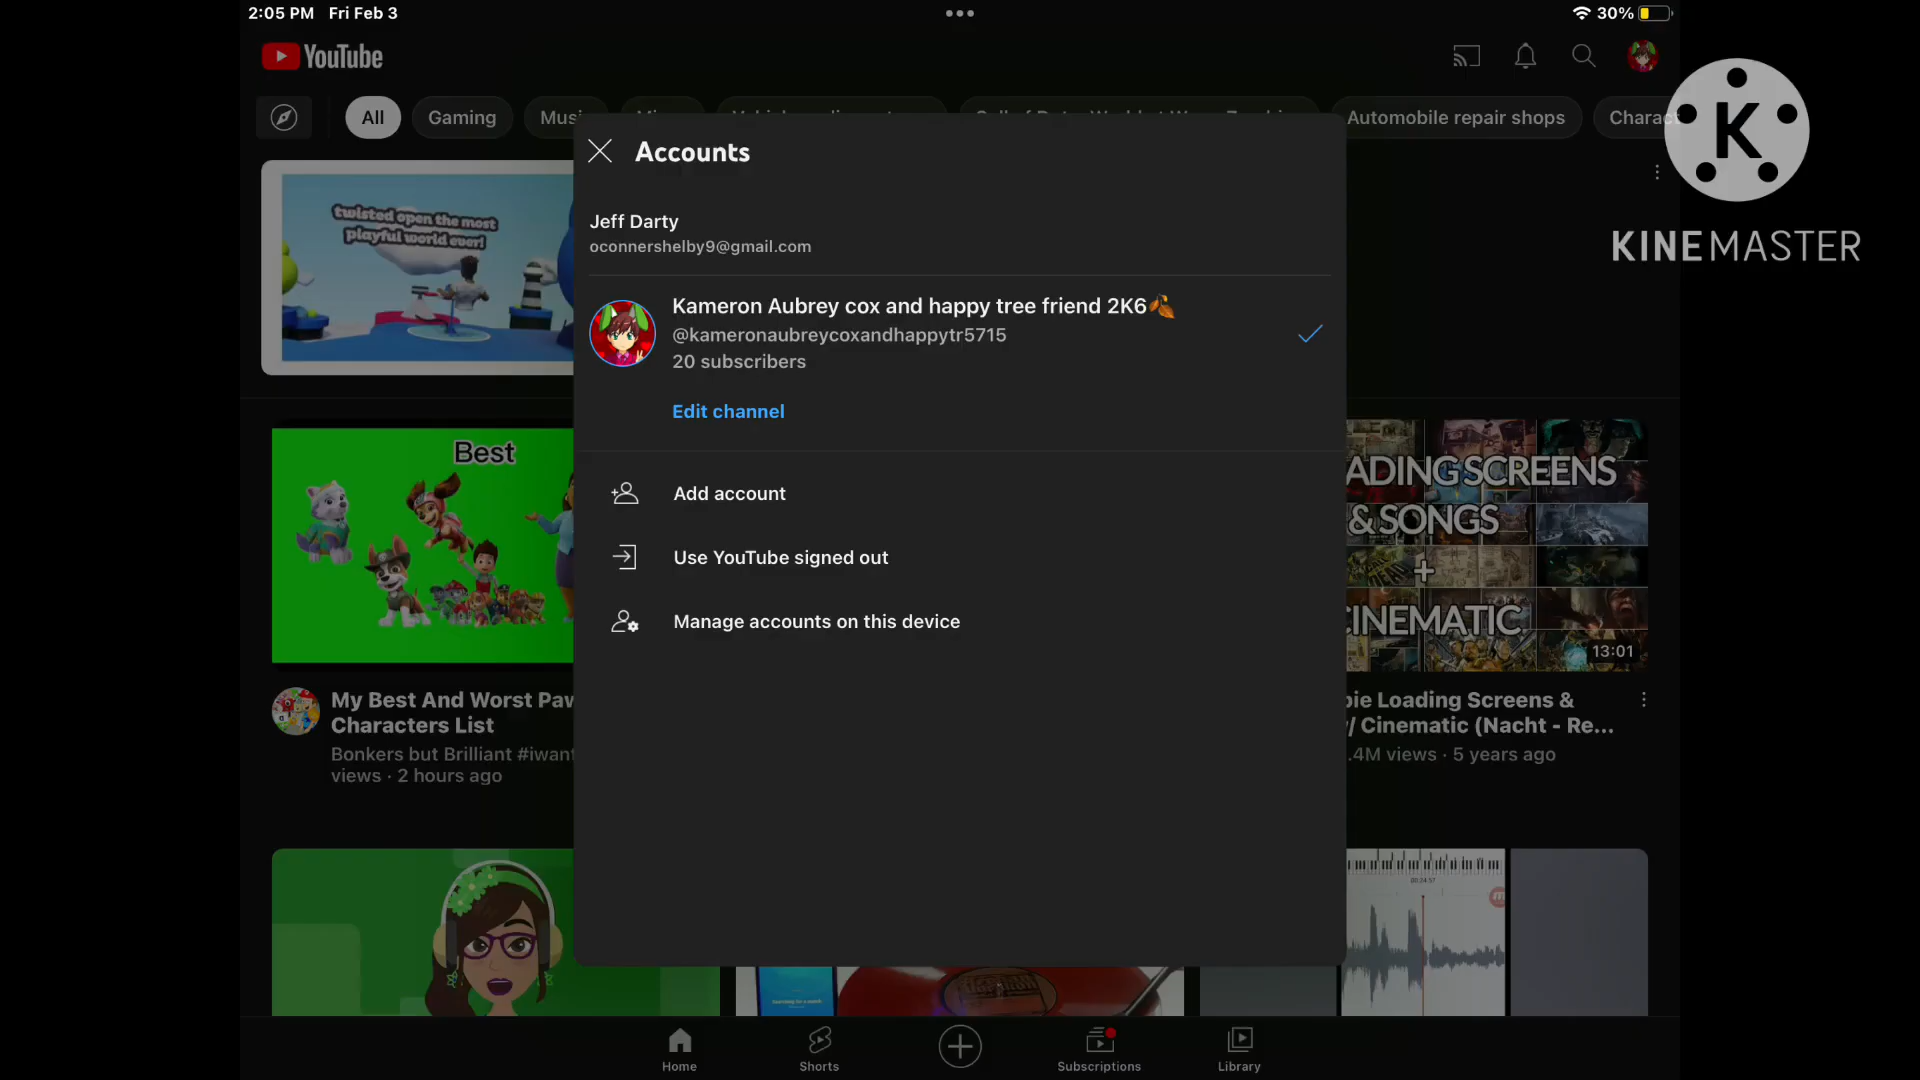 2:05 PM Fri Feb 3
30%
YouTube
All
Gaming
Automobile repair shops
K
KINEMASTER
twisted open the most
playful world ever!
Accounts
Jeff Darty
oconnershelby9@gmail.com
Kameron Aubrey cox and happy tree friend 2K6🍂
@kameronaubreycoxandhappytr5715
20 subscribers
Edit channel
Add account
Use YouTube signed out
Manage accounts on this device
Best
My Best And Worst
Characters List
Bonkers but Brilliant
views · 2 hours ago
SCREENS
& SONGS
+
CINEMATIC
13:01
Loading Screens &
/ Cinematic (Nacht - Re...
.4M views · 5 years ago
Home
Shorts
Subscriptions
Library